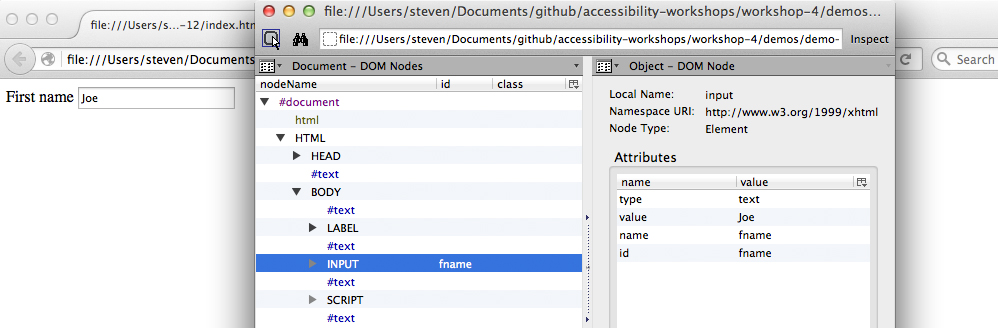 file:///Users/s...-12/index.htm
file:///Users/steven/Documents
First name Joe
file:///Users/steven/Documents/github/accessibility-workshops/workshop-4/demos...
file:///Users/steven/Documents/github/accessibility-workshops/workshop-4/demos/demo- Inspect
Search
Document – DOM Nodes
nodeName id class
#document
html
HTML
HEAD
#text
BODY
#text
LABEL
#text
INPUT fname
#text
SCRIPT
#text
Object – DOM Node
Local Name: input
Namespace URI: http://www.w3.org/1999/xhtml
Node Type: Element
Attributes
name value
type text
value Joe
name fname
id fname